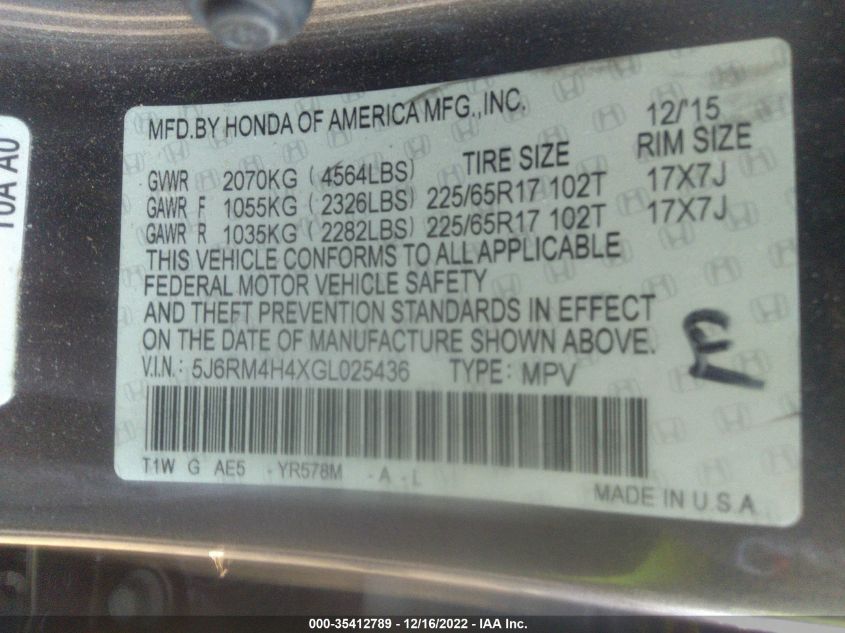 MFD.BY HONDA OF AMERICA MFG.,INC. 12/'15
TIRE SIZE RIM SIZE
GVWR 2070KG (4564LBS)
GAWR F 1055KG (2326LBS) 225/65R17 102T 17X7J
GAWR R 1035KG (2282LBS) 225/65R17 102T 17X7J
THIS VEHICLE CONFORMS TO ALL APPLICABLE
FEDERAL MOTOR VEHICLE SAFETY
AND THEFT PREVENTION STANDARDS IN EFFECT
ON THE DATE OF MANUFACTURE SHOWN ABOVE.
V.I.N.: 5J6RM4H4XGL025436 TYPE: MPV
T1W G AE5 -YR578M -A -L
MADE IN U.S.A
000-35412789 - 12/16/2022 - IAA Inc.